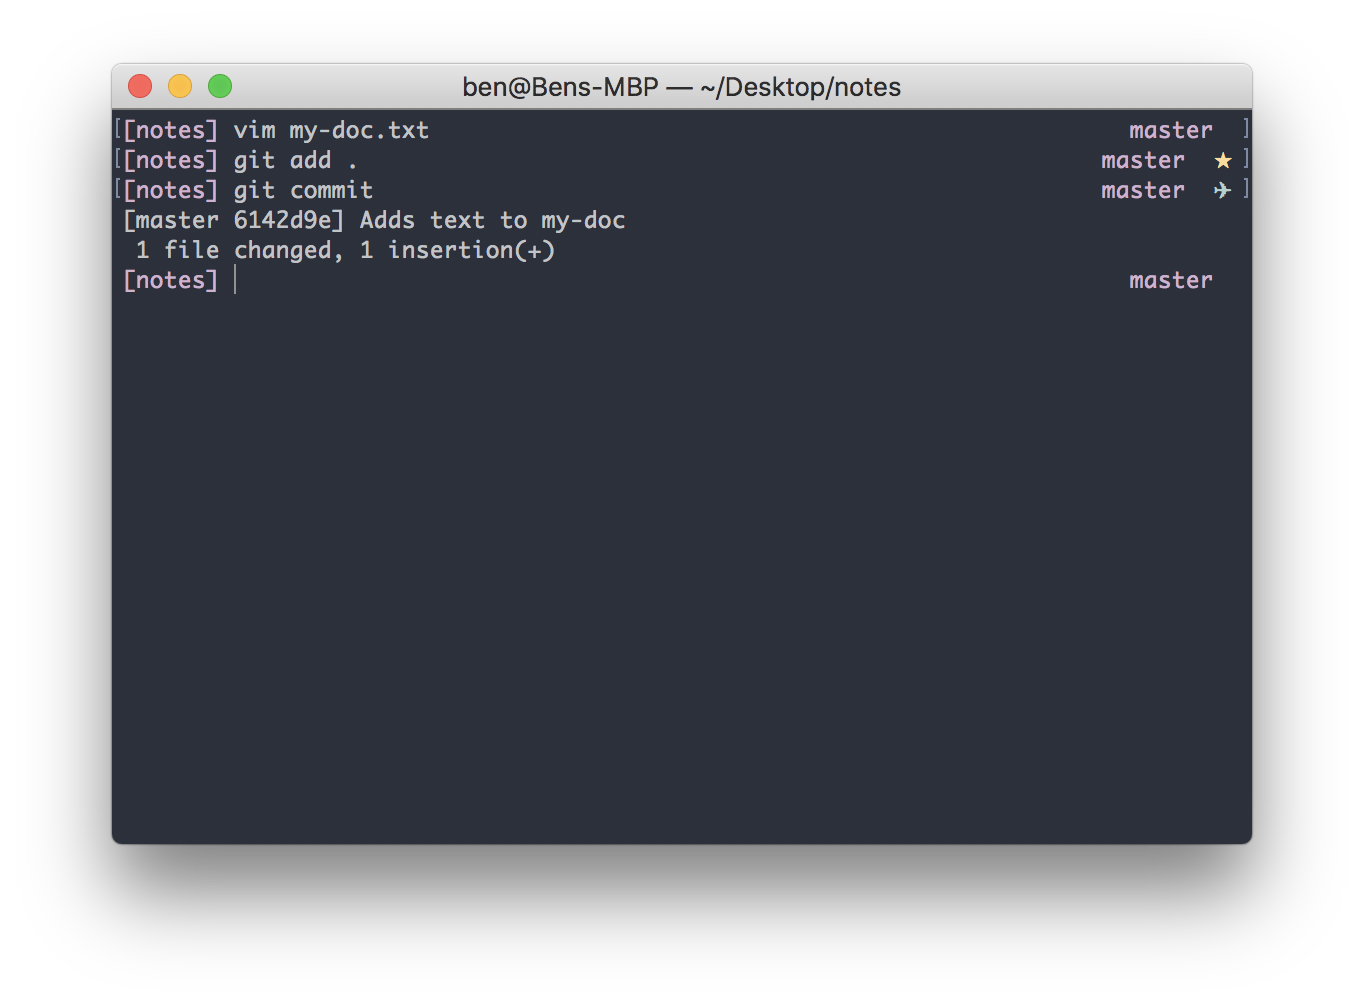 ben@Bens-MBP — ~/Desktop/notes
[notes] vim my-doc.txt master
[notes] git add . master ★
[notes] git commit master ✈
[master 6142d9e] Adds text to my-doc
1 file changed, 1 insertion(+)
[notes] master